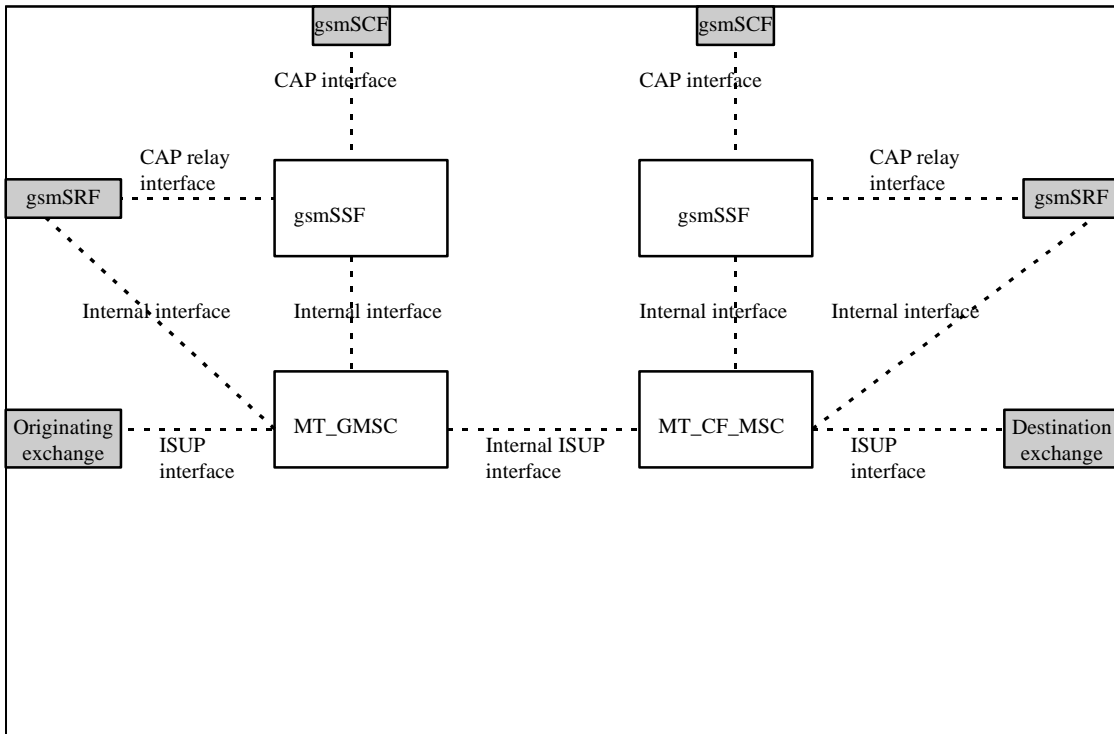 gsmSCF
gsmSCF
CAP interface
CAP interface
CAP relay
interface
CAP relay
interface
gsmSRF
gsmSSF
gsmSSF
gsmSRF
Internal interface
Internal interface
Internal interface
Internal interface
Originating
exchange
ISUP
interface
MT_GMSC
Internal ISUP
interface
MT_CF_MSC
ISUP
interface
Destination
exchange